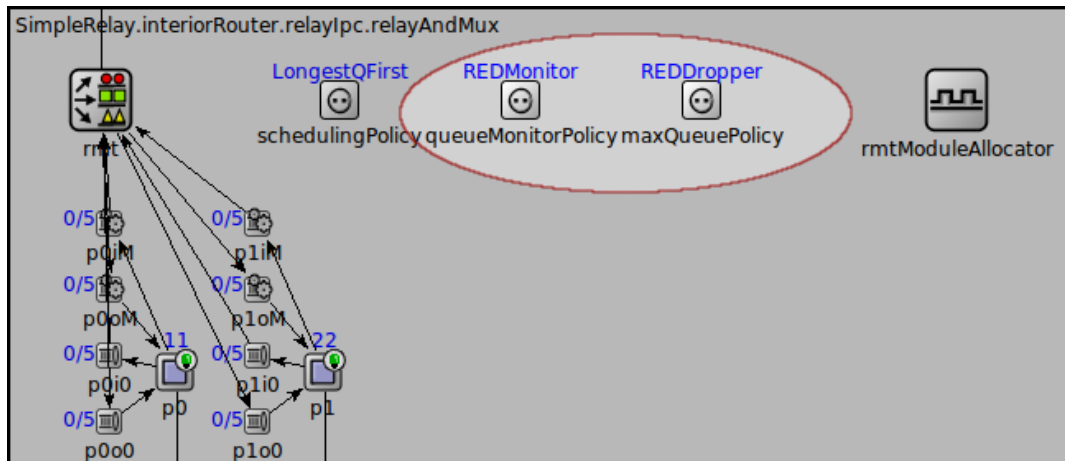 SimpleRelay.interiorRouter.relayIpc.relayAndMux
LongestQFirst REDMonitor REDDropper
rmt schedulingPolicy queueMonitorPolicy maxQueuePolicy rmtModuleAllocator
0/5 0/5
p0iM p1iM
0/5 0/5
p0oM p1oM
11 22
0/5 0/5
p0i0 p1i0
p0 p1
0/5 0/5
p0o0 p1o0